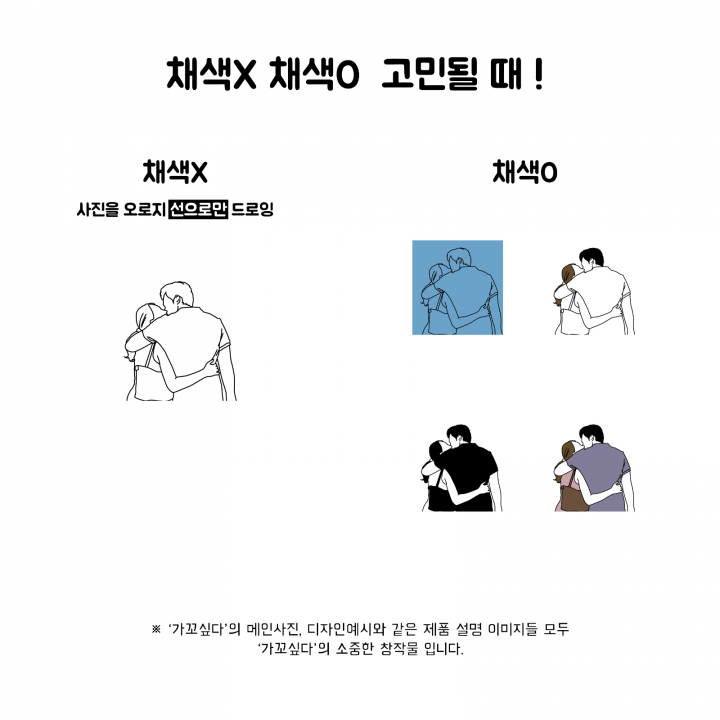 채색X 채색O 고민될 때 !
채색X
채색O
사진을 오로지 선으로만 드로잉
※ ‘가꼬싶다’의 메인사진, 디자인예시와 같은 제품 설명 이미지들 모두
‘가꼬싶다’의 소중한 창작물 입니다.